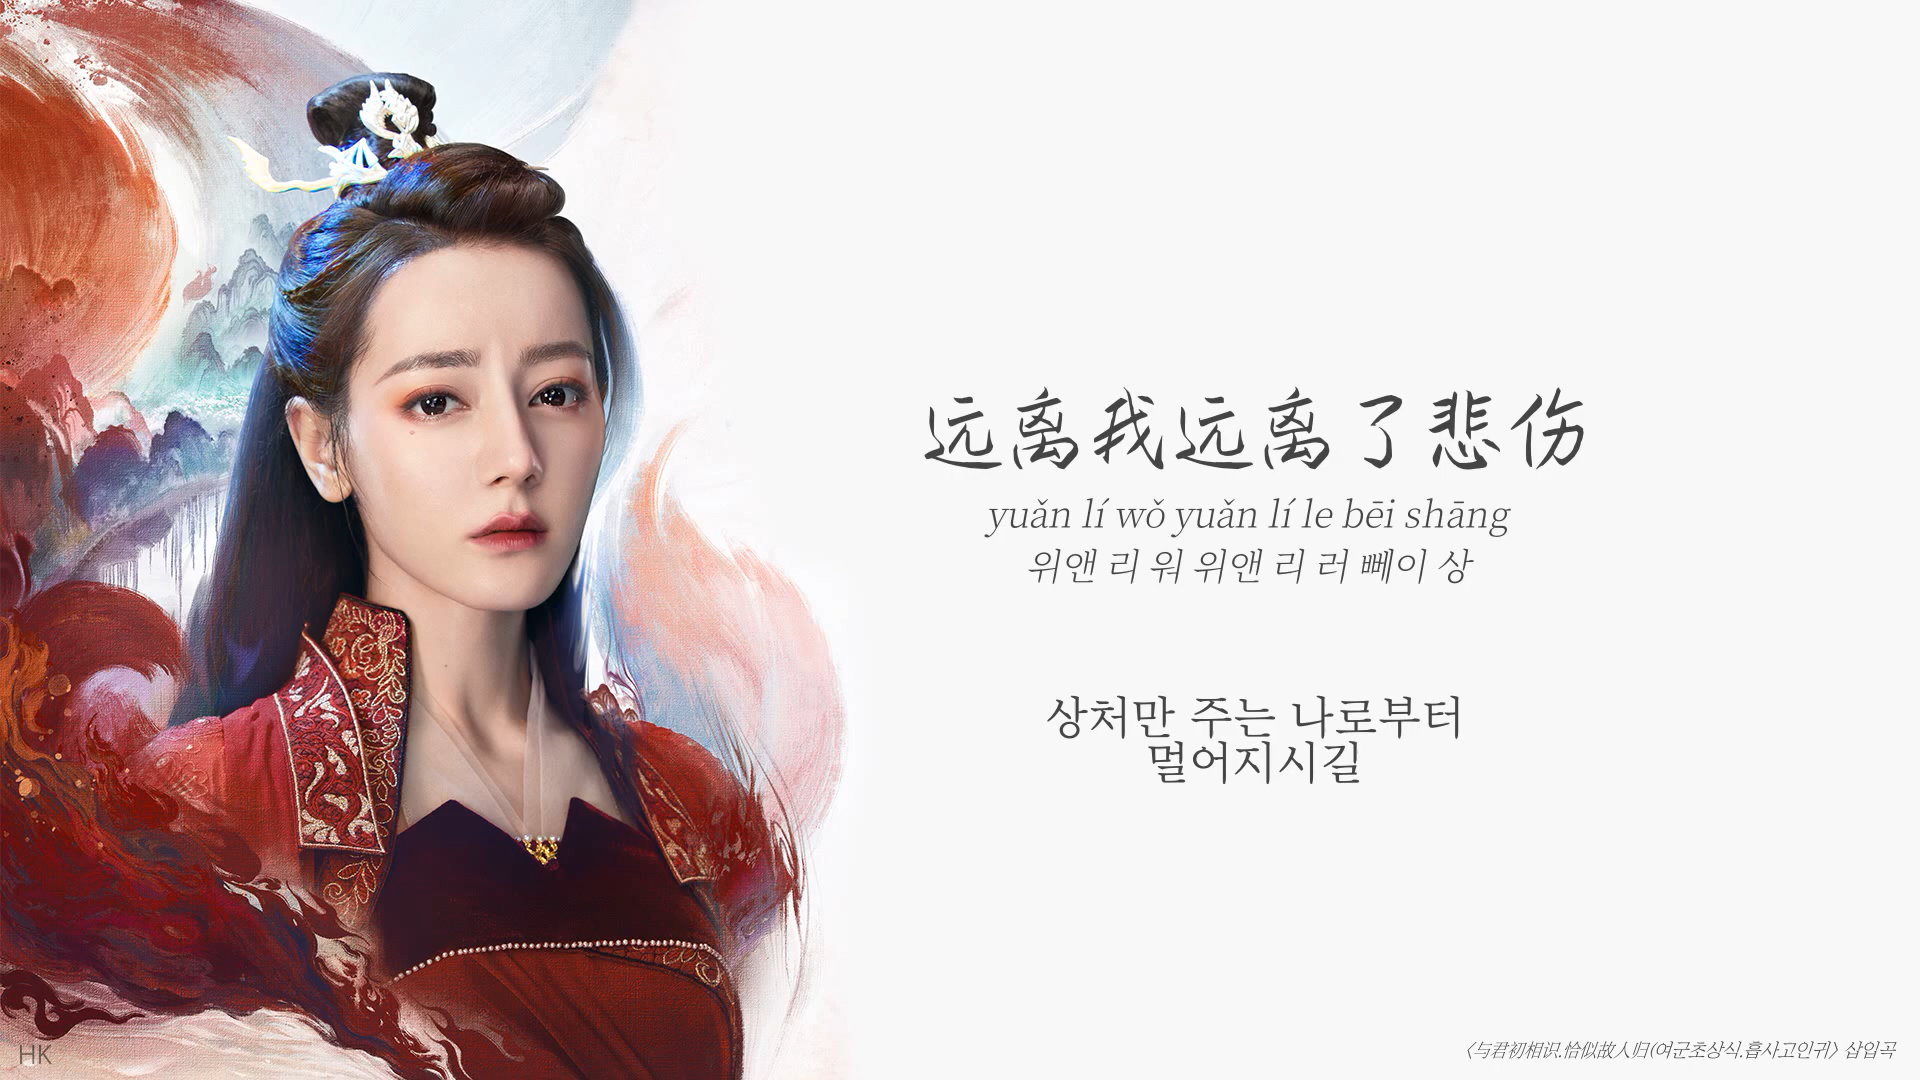 远离我远离了悲伤
yuǎn lí wǒ yuǎn lí le bēi shāng
위앤 리 워 위앤 리 러 뻬이 상
상처만 주는 나로부터
멀어지시길
HK
〈与君初相识.恰似故人归(여군초상식.흡사고인귀〉 삽입곡